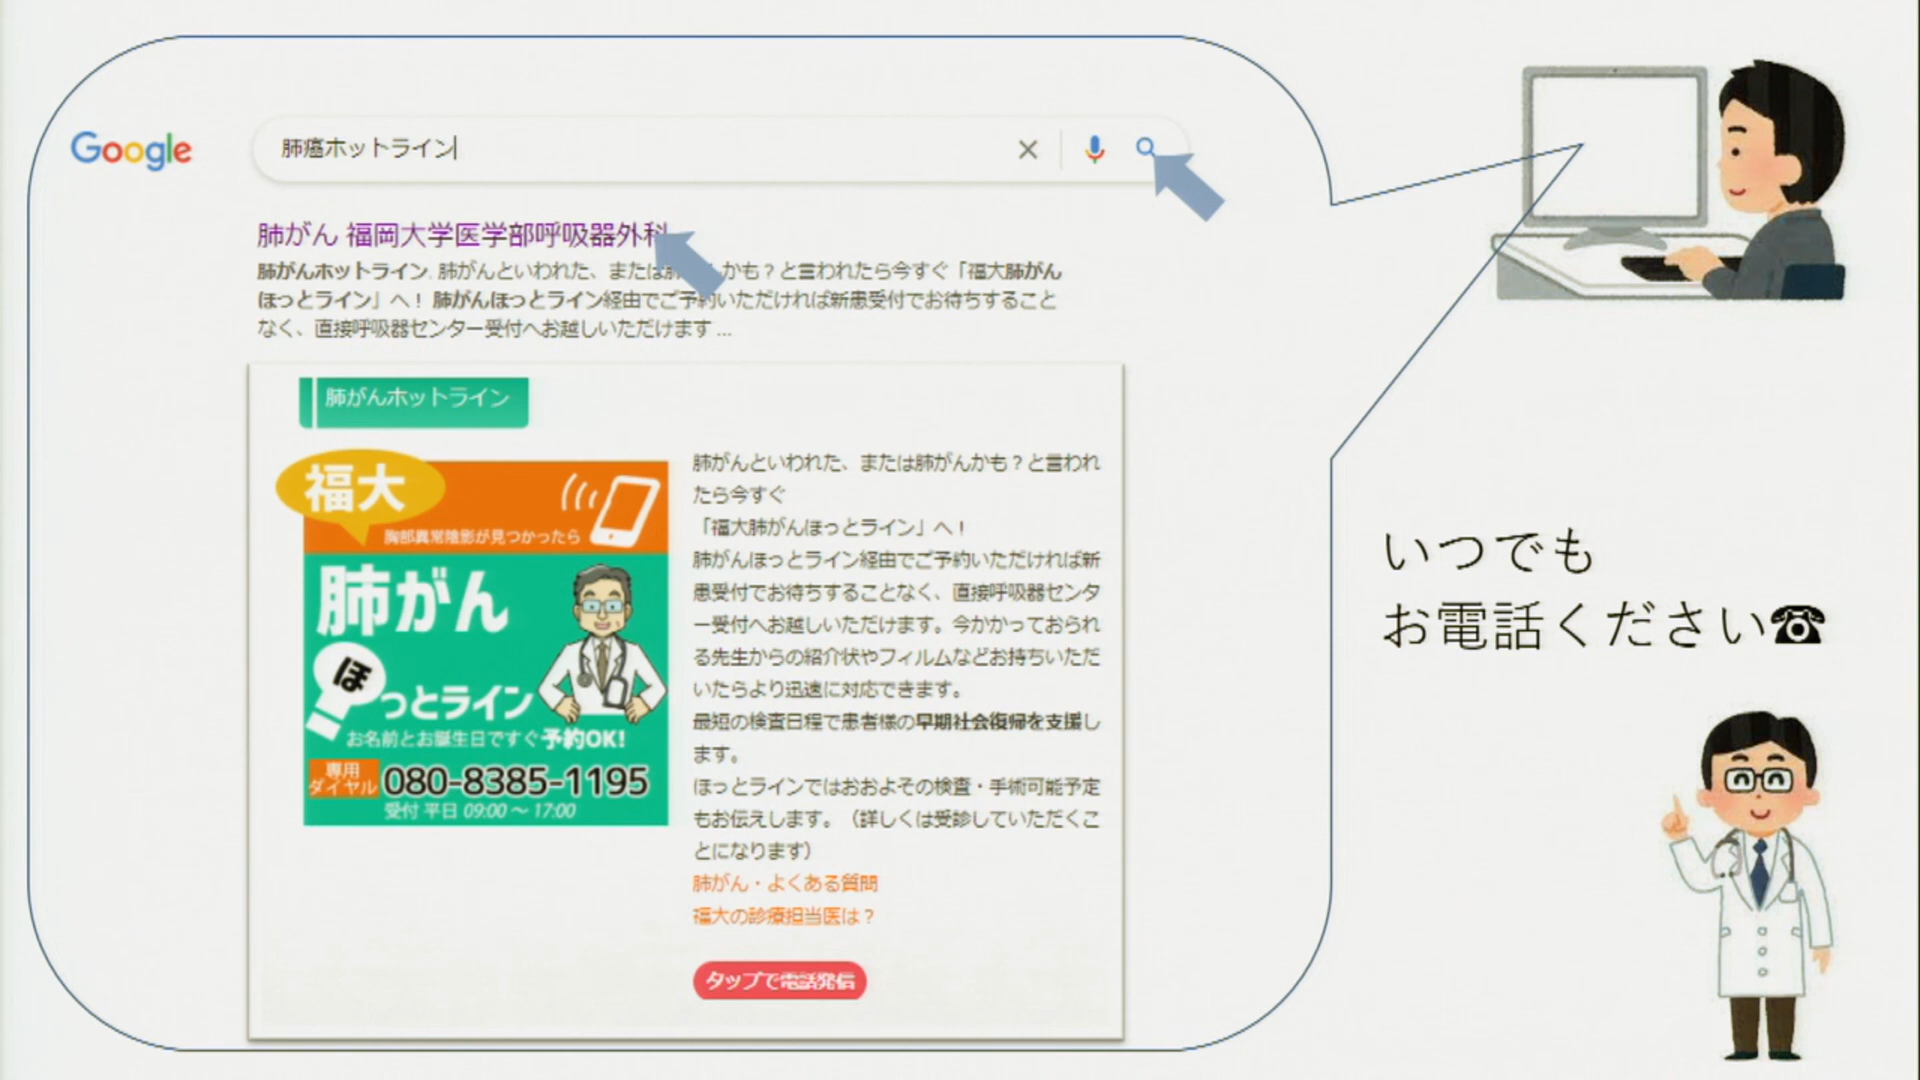 Google
肺癌ホットライン
肺がん 福岡大学医学部呼吸器外科
肺がんホットライン. 肺がんといわれた、または肺 かも？と言われたら今すぐ「福大肺がん
ほっとライン」へ！ 肺がんほっとライン経由でご予約いただければ新患受付でお待ちすること
なく、直接呼吸器センター受付へお越しいただけます ...
肺がんホットライン
福大
胸部異常陰影が見つかったら
肺がん
ほっとライン
お名前とお誕生日ですぐ予約OK!
専用
ダイヤル
080-8385-1195
受付 平日 09:00 ～ 17:00
肺がんといわれた、または肺がんかも？と言われ
たら今すぐ
「福大肺がんほっとライン」へ！
肺がんほっとライン経由でご予約いただければ新
患受付でお待ちすることなく、直接呼吸器センタ
ー受付へお越しいただけます。今かかっておられ
る先生からの紹介状やフィルムなどお持ちいただ
いたらより迅速に対応できます。
最短の検査日程で患者様の早期社会復帰を支援し
ます。
ほっとラインではおおよその検査・手術可能予定
もお伝えします。（詳しくは受診していただくこ
とになります）
肺がん・よくある質問
福大の診療担当医は？
タップで電話発信
いつでも
お電話ください☎